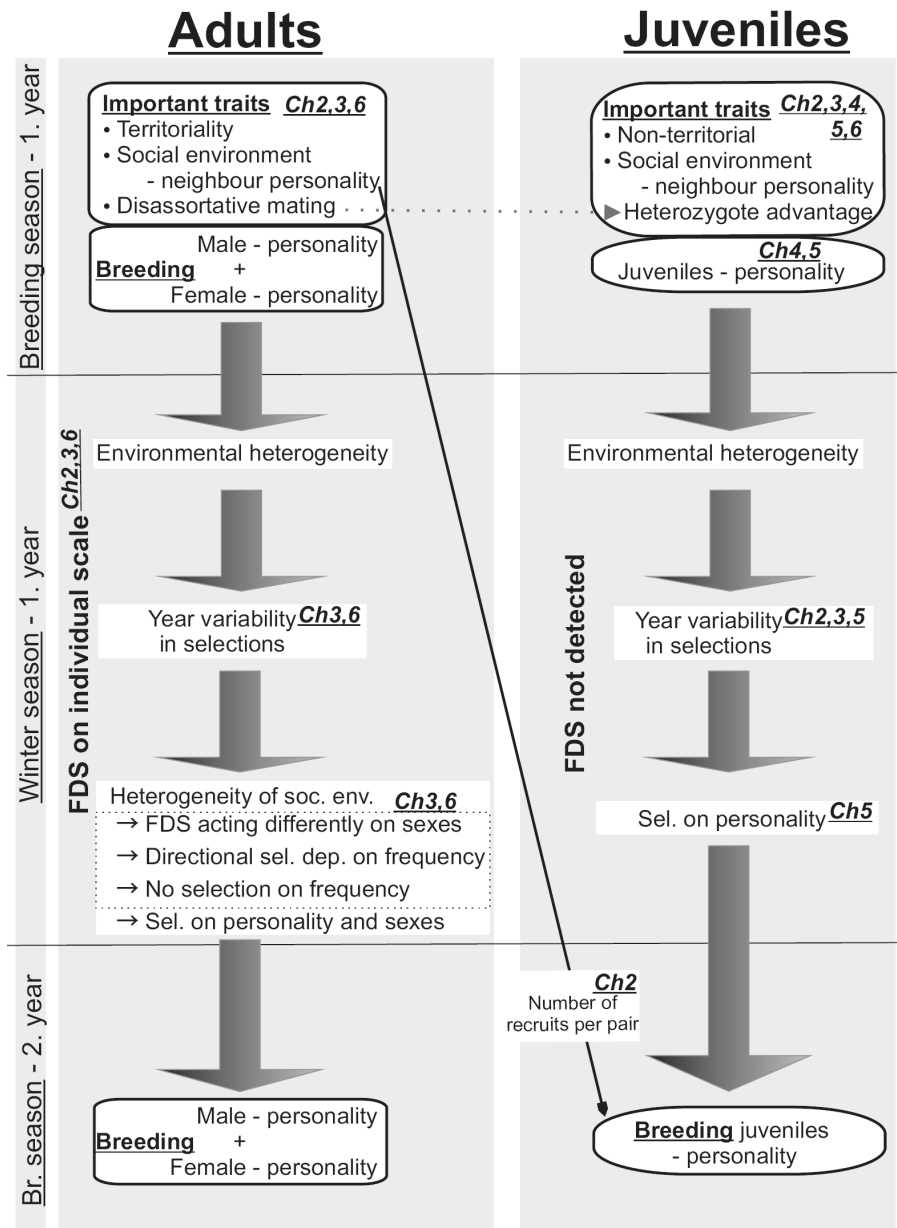 Adults
Juveniles
Breeding season - 1. year
Important traits Ch2,3,6
• Territoriality
• Social environment
- neighbour personality
• Disassortative mating
Male - personality
Breeding +
Female - personality
Important traits Ch2,3,4,
5,6
• Non-territorial
• Social environment
- neighbour personality
Heterozygote advantage
Ch4,5
Juveniles - personality
Winter season - 1. year
FDS on individual scale Ch2,3,6
Environmental heterogeneity
Year variability Ch3,6
in selections
Heterogeneity of soc. env. Ch3,6
→ FDS acting differently on sexes
→ Directional sel. dep. on frequency
→ No selection on frequency
→ Sel. on personality and sexes
FDS not detected
Environmental heterogeneity
Year variability Ch2,3,5
in selections
Sel. on personality Ch5
Br. season - 2. year
Ch2
Number of
recruits per pair
Male - personality
Breeding +
Female - personality
Breeding juveniles
- personality